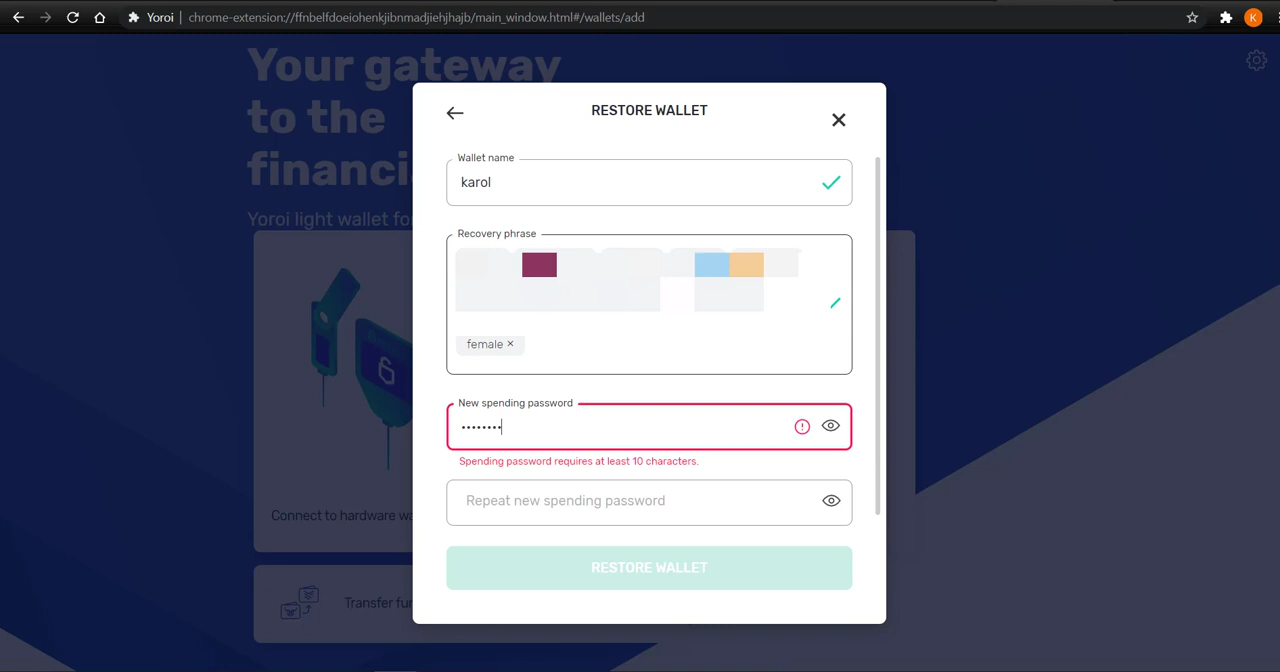 Yoroi | chrome-extension://ffnbelfdoeiohenkjibnmadjiehjhajb/main_window.html#/wallets/add
K
Your gateway
to the
financi
Yoroi light wallet for
RESTORE WALLET
Wallet name
karol
Recovery phrase
female ×
New spending password
••••••••
Spending password requires at least 10 characters.
Repeat new spending password
RESTORE WALLET
Connect to hardware wa
Transfer fun